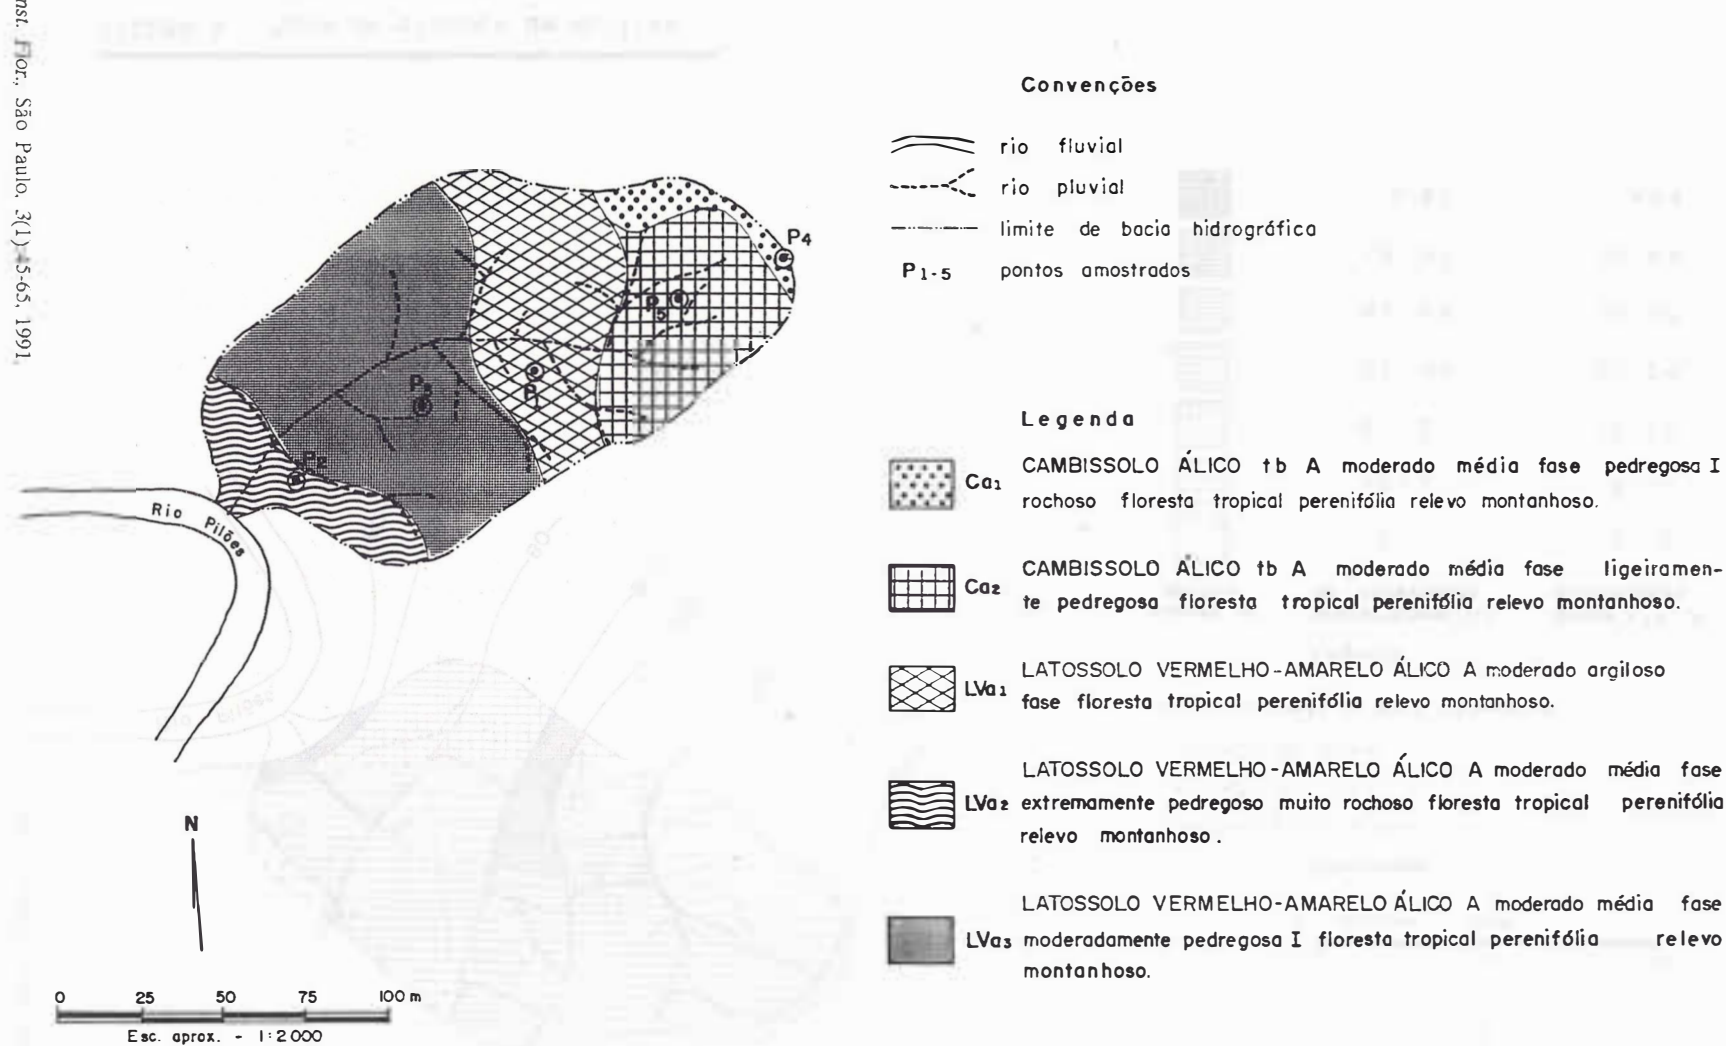 nst. Flor., São Paulo, 3(1):45-65, 1991,
Convenções
rio fluvial
rio pluvial
limite de bacia hidrográfica
P1-5 pontos amostrados
P4
P5
P3
P1
P2
Rio Pilões
N
0 25 50 75 100 m
Esc. aprox. - 1:2000
Legenda
Ca1 CAMBISSOLO ÁLICO tb A moderado média fase pedregosa I
rochoso floresta tropical perenifólia relevo montanhoso.
Ca2 CAMBISSOLO ÁLICO tb A moderado média fase ligeiramen-
te pedregosa floresta tropical perenifólia relevo montanhoso.
LVa1 LATOSSOLO VERMELHO-AMARELO ÁLICO A moderado argiloso
fase floresta tropical perenifólia relevo montanhoso.
LATOSSOLO VERMELHO-AMARELO ÁLICO A moderado média fase
LVa2 extremamente pedregoso muito rochoso floresta tropical perenifólia
relevo montanhoso.
LATOSSOLO VERMELHO-AMARELO ÁLICO A moderado média fase
LVa3 moderadamente pedregosa I floresta tropical perenifólia relevo
montanhoso.